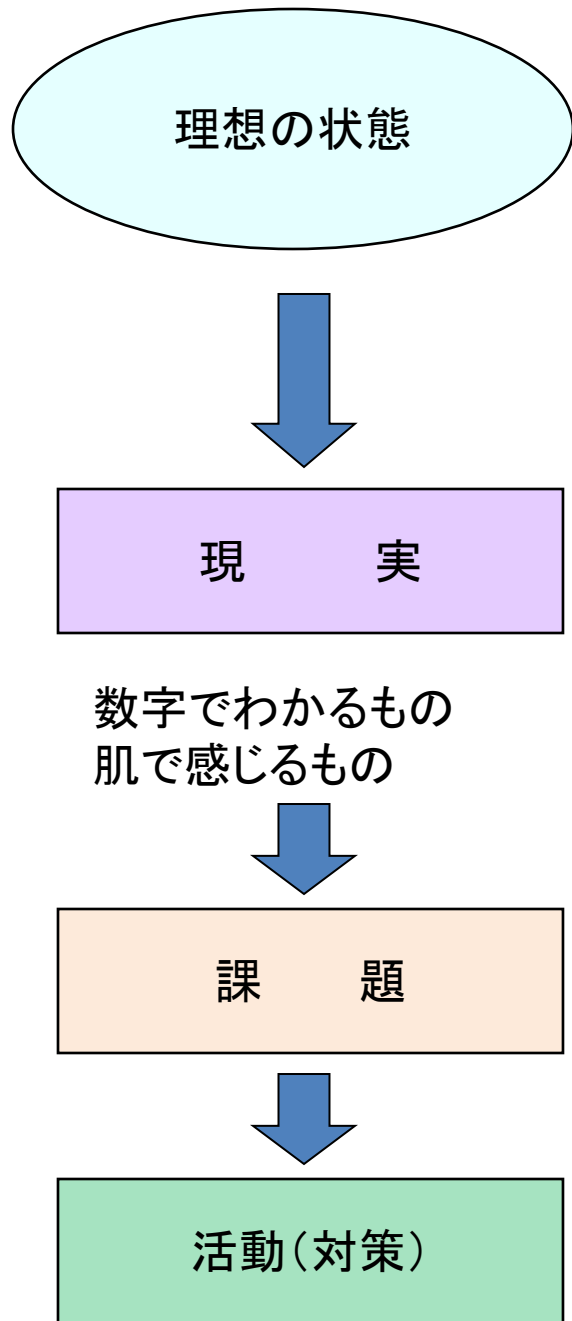 理想の状態
現　　実
数字でわかるもの
肌で感じるもの
課　　題
活動(対策)